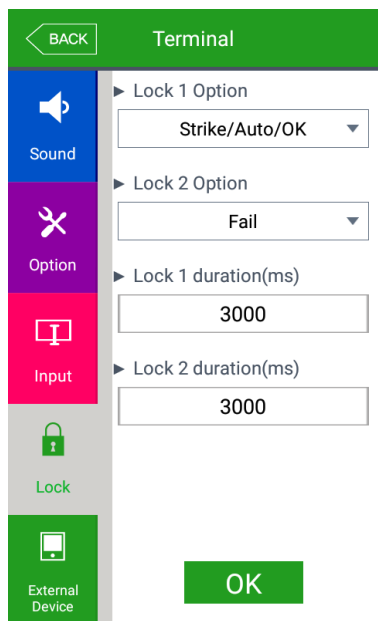 BACK
Terminal
Sound
Option
Input
Lock
External
Device
► Lock 1 Option
Strike/Auto/OK
► Lock 2 Option
Fail
► Lock 1 duration(ms)
3000
► Lock 2 duration(ms)
3000
OK